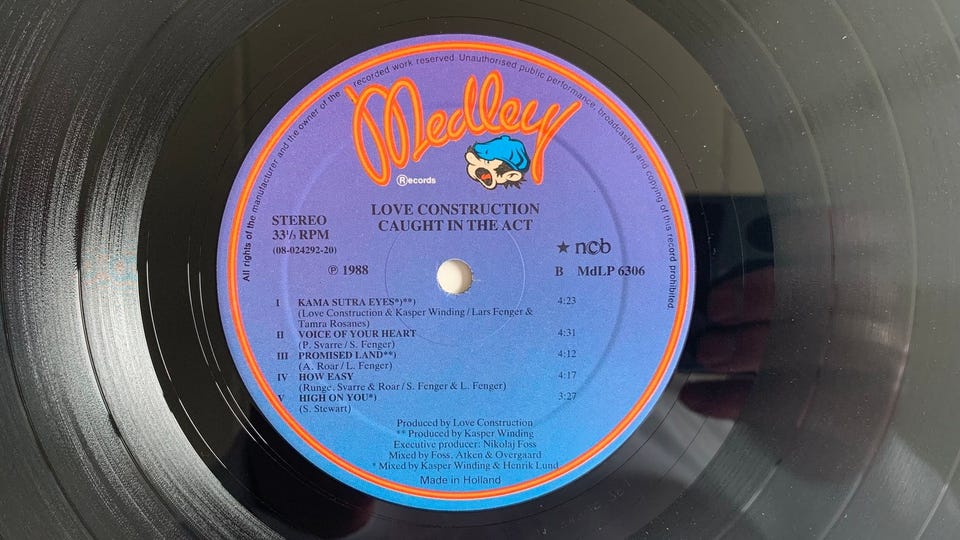 All rights of the manufacturer and the owner of the recorded work reserved. Unauthorised public performance, broadcasting and copying of this record prohibited.
Medley
Ⓡecords
LOVE CONSTRUCTION
CAUGHT IN THE ACT
STEREO
33⅓ RPM
(08-024292-20)
★ ncb
Ⓟ 1988
B MdLP 6306
I KAMA SUTRA EYES*)**) 4:23
(Love Construction & Kasper Winding / Lars Fenger &
Tamra Rosanes)
II VOICE OF YOUR HEART 4:31
(P. Svarre / S. Fenger)
III PROMISED LAND**) 4:12
(A. Roar / L. Fenger)
IV HOW EASY 4:17
(Runge, Svarre & Roar / S. Fenger & L. Fenger)
V HIGH ON YOU*) 3:27
(S. Stewart)
Produced by Love Construction
** Produced by Kasper Winding
Executive producer: Nikolaj Foss
Mixed by Foss, Atken & Overgaard
* Mixed by Kasper Winding & Henrik Lund
Made in Holland